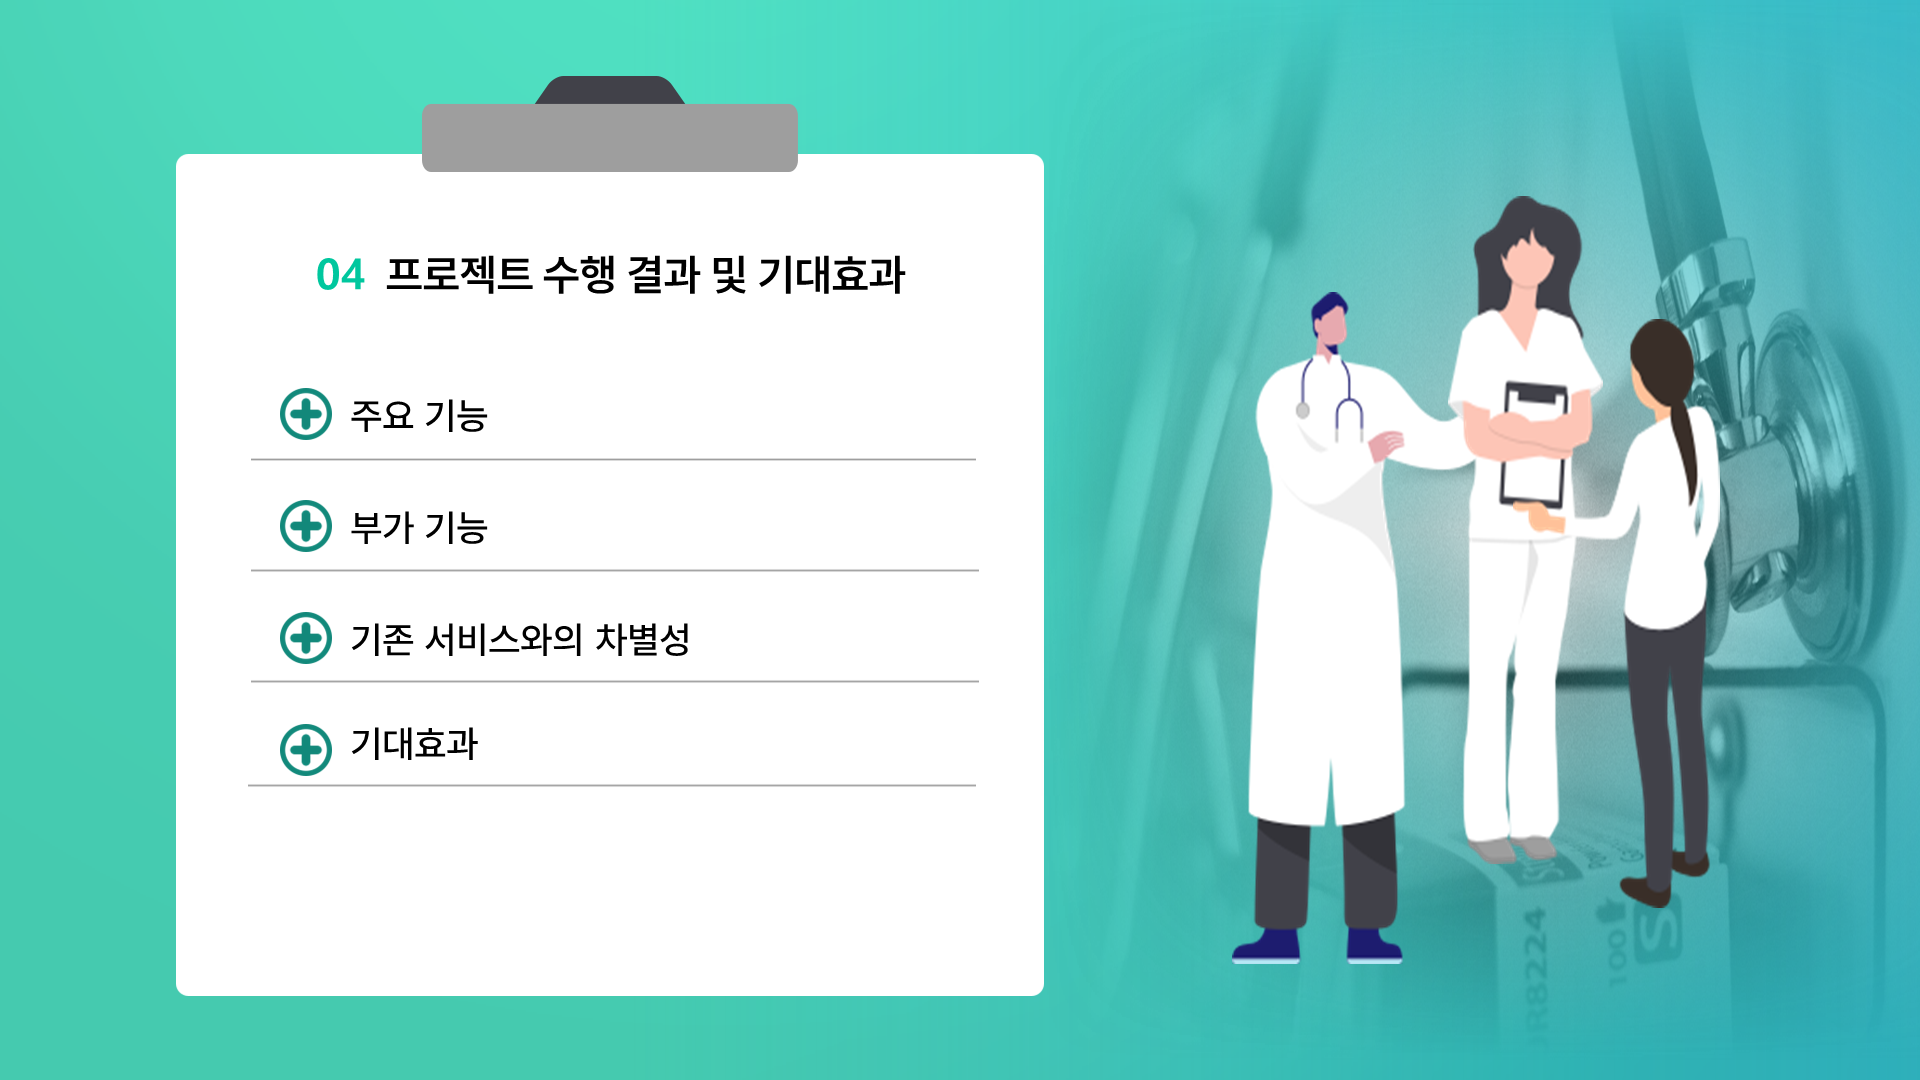 04 프로젝트 수행 결과 및 기대효과
주요 기능
부가 기능
기존 서비스와의 차별성
기대효과
100
S